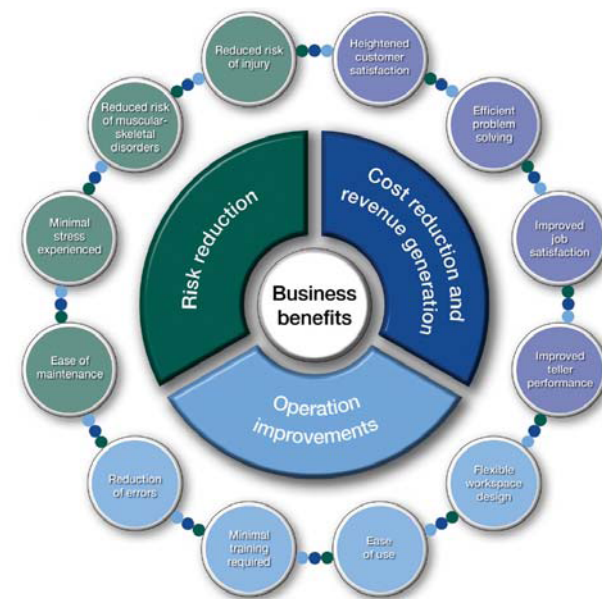 Reduced risk
of injury
Heightened
customer
satisfaction
Efficient
problem
solving
Improved
job
satisfaction
Improved
teller
performance
Flexible
workspace
design
Ease
of use
Minimal
training
required
Reduction
of errors
Ease of
maintenance
Minimal
stress
experienced
Reduced risk
of muscular-
skeletal
disorders
Risk reduction
Cost reduction and
revenue generation
Operation
improvements
Business
benefits